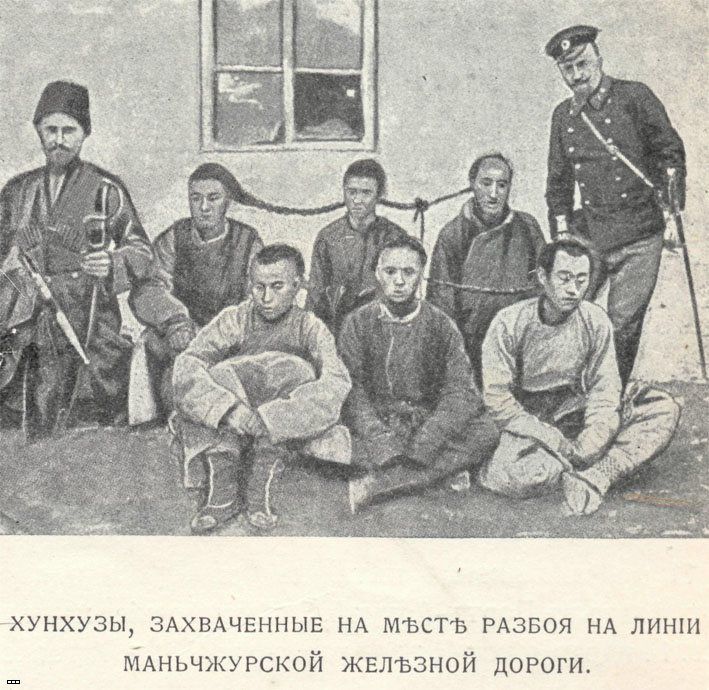 ХУНХУЗЫ, ЗАХВАЧЕННЫЕ НА МѢСТѢ РАЗБОЯ НА ЛИНІИ
МАНЬЧЖУРСКОЙ ЖЕЛѢЗНОЙ ДОРОГИ.